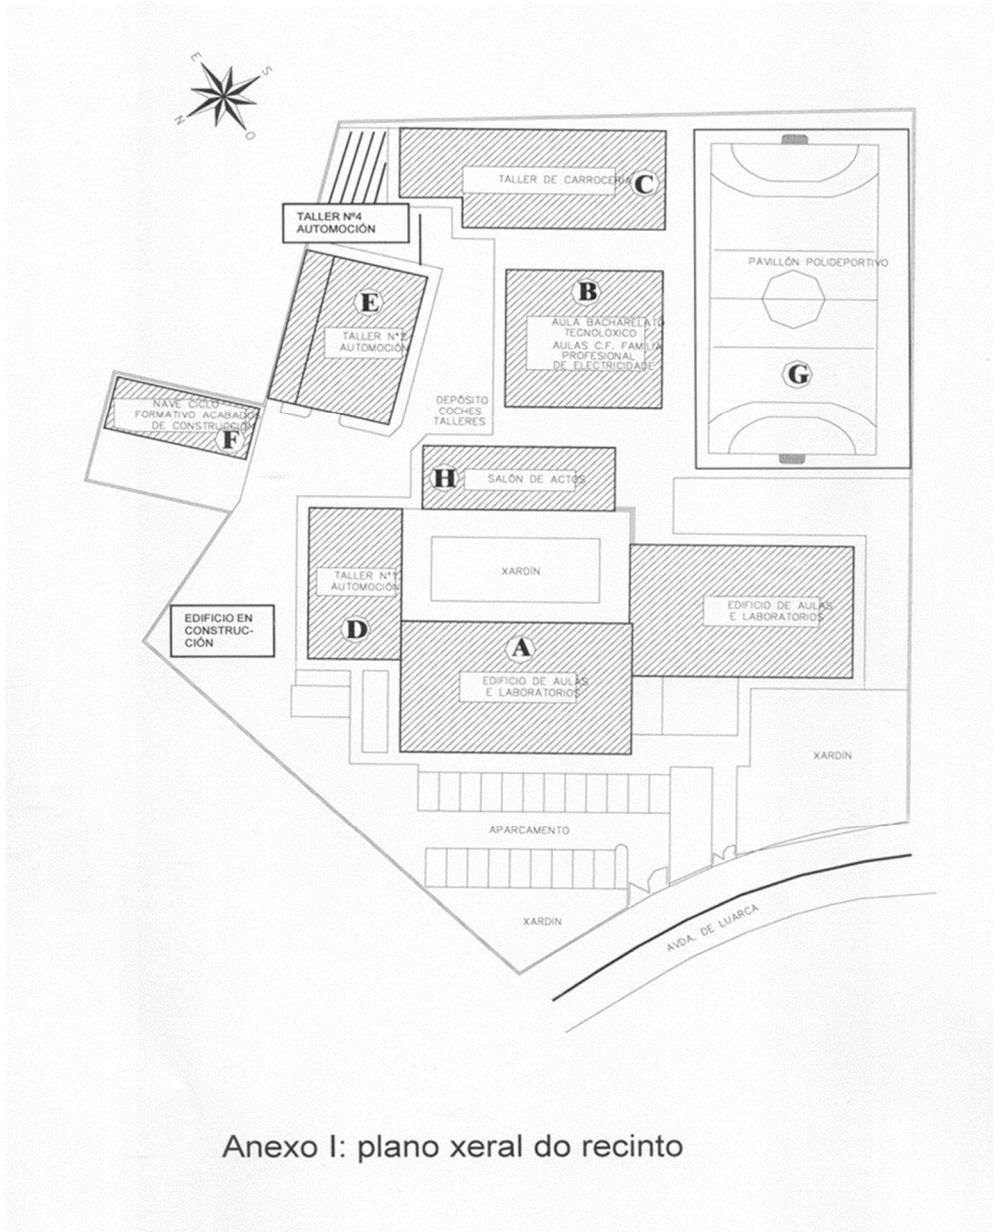 E
S
N
O
TALLER DE CARROCERÍA
C
TALLER Nº4
AUTOMOCIÓN
PAVILLÓN POLIDEPORTIVO
B
E
AULA BACHARELATO
TECNOLOXICO
AULAS C.F. FAMILIA
PROFESIONAL
DE ELECTRICIDADE
TALLER Nº2
AUTOMOCIÓN
G
DEPÓSITO
COCHES
TALLERES
NAVE CICLO
FORMATIVO ACABADOS
DE CONSTRUCCIÓN
F
H
SALÓN DE ACTOS
XARDÍN
TALLER Nº1
AUTOMOCIÓN
D
EDIFICIO DE AULAS
E LABORATORIOS
EDIFICIO EN
CONSTRUC-
CIÓN
A
EDIFICIO DE AULAS
E LABORATORIOS
XARDÍN
APARCAMENTO
XARDÍN
AVDA. DE LUARCA
Anexo I: plano xeral do recinto